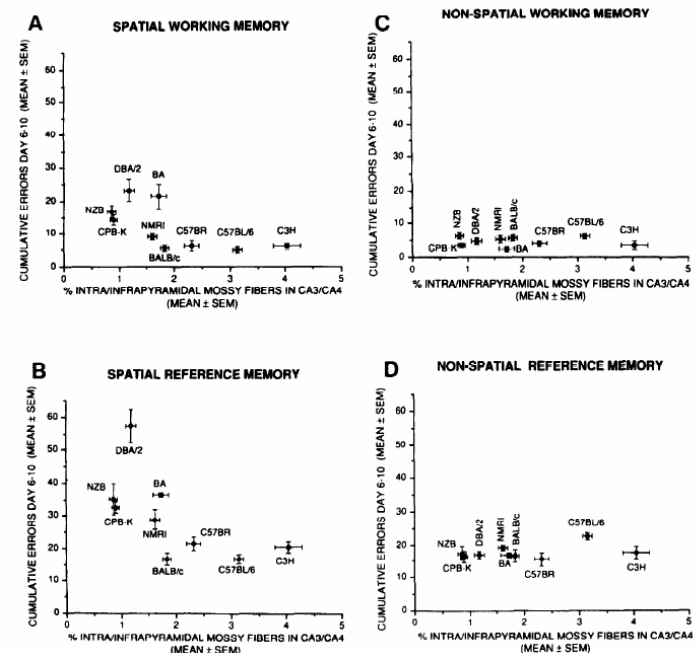 A
SPATIAL WORKING MEMORY
CUMULATIVE ERRORS DAY 6-10 (MEAN ± SEM)
60
50
40
30
20
10
0
DBA/2
BA
NZB
CPB-K
NMRI
BALB/c
C57BR
C57BL/6
C3H
0 1 2 3 4 5
% INTRA/INFRAPYRAMIDAL MOSSY FIBERS IN CA3/CA4
(MEAN ± SEM)
C
NON-SPATIAL WORKING MEMORY
CUMULATIVE ERRORS DAY 6-10 (MEAN ± SEM)
60
50
40
30
20
10
0
NZB
CPB-K
DBA/2
NMRI
BALB/c
BA
C57BR
C57BL/6
C3H
0 1 2 3 4 5
% INTRA/INFRAPYRAMIDAL MOSSY FIBERS IN CA3/CA4
(MEAN ± SEM)
B
SPATIAL REFERENCE MEMORY
CUMULATIVE ERRORS DAY 6-10 (MEAN ± SEM)
60
50
40
30
20
10
0
DBA/2
NZB
CPB-K
BA
NMRI
BALB/c
C57BR
C57BL/6
C3H
0 1 2 3 4 5
% INTRA/INFRAPYRAMIDAL MOSSY FIBERS IN CA3/CA4
(MEAN ± SEM)
D
NON-SPATIAL REFERENCE MEMORY
CUMULATIVE ERRORS DAY 6-10 (MEAN ± SEM)
60
50
40
30
20
10
0
NZB
CPB-K
DBA/2
NMRI
BALB/c
BA
C57BR
C57BL/6
C3H
0 1 2 3 4 5
% INTRA/INFRAPYRAMIDAL MOSSY FIBERS IN CA3/CA4
(MEAN ± SEM)